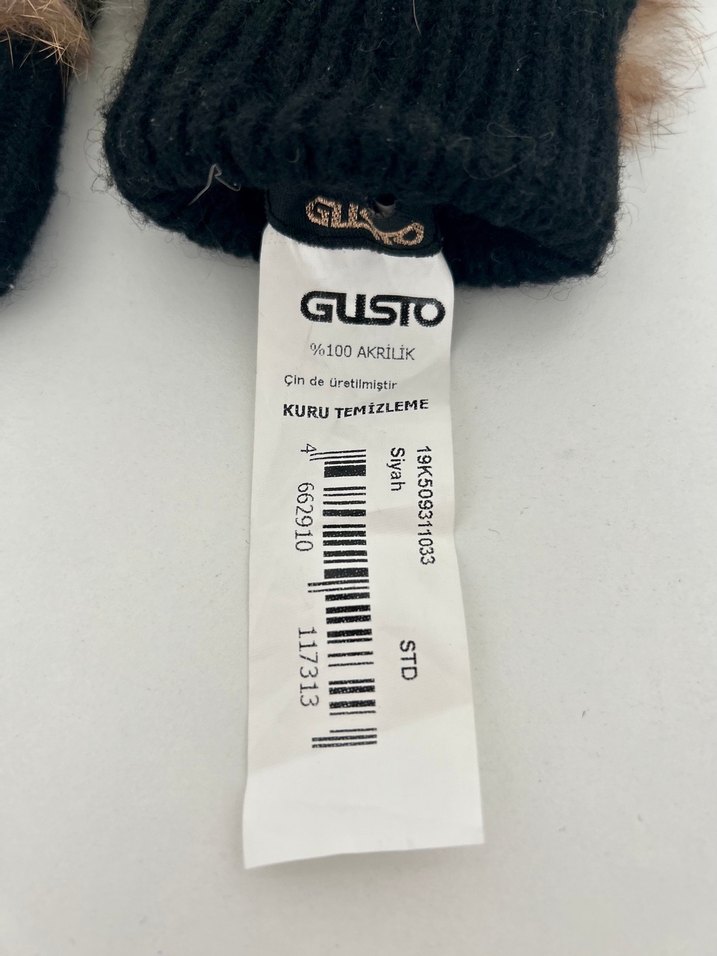 GUSTO
GUSTO
%100 AKRİLİK
Çin de üretilmiştir
KURU TEMİZLEME
19K509311033
Siyah STD
4 662910 117313